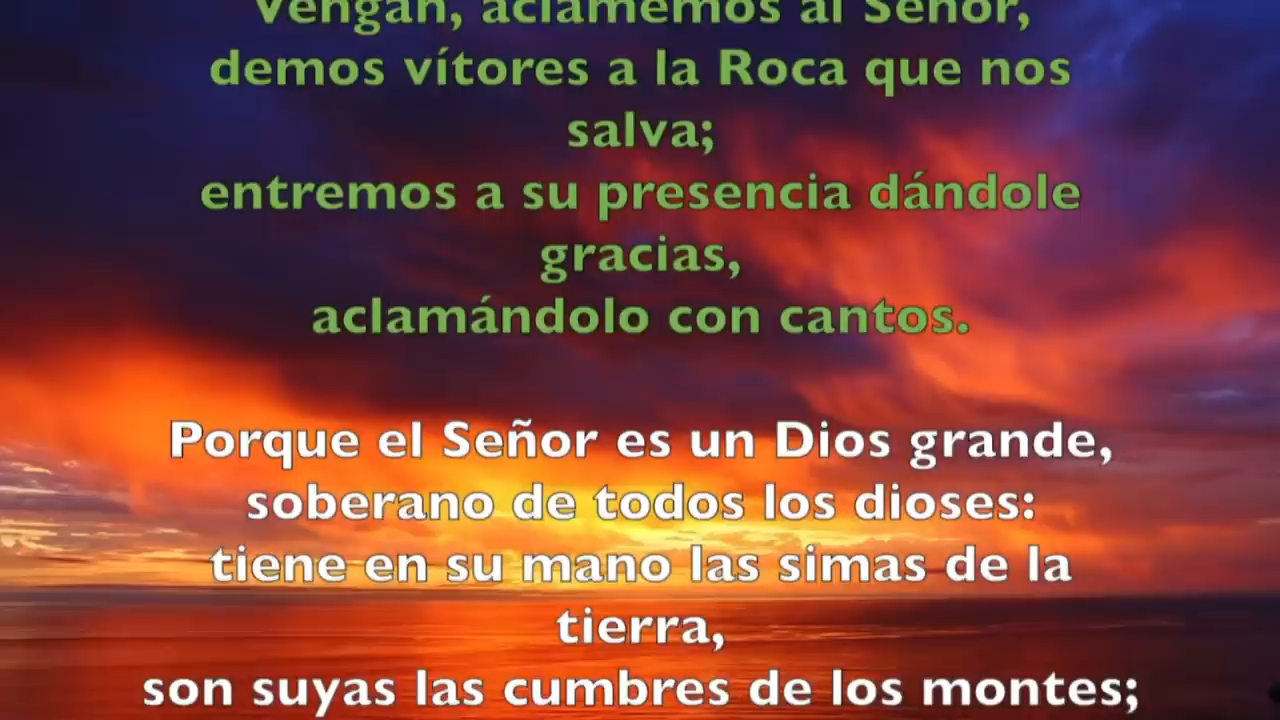 Vengan, aclamemos al Señor,
demos vítores a la Roca que nos
salva;
entremos a su presencia dándole
gracias,
aclamándolo con cantos.
Porque el Señor es un Dios grande,
soberano de todos los dioses:
tiene en su mano las simas de la
tierra,
son suyas las cumbres de los montes;